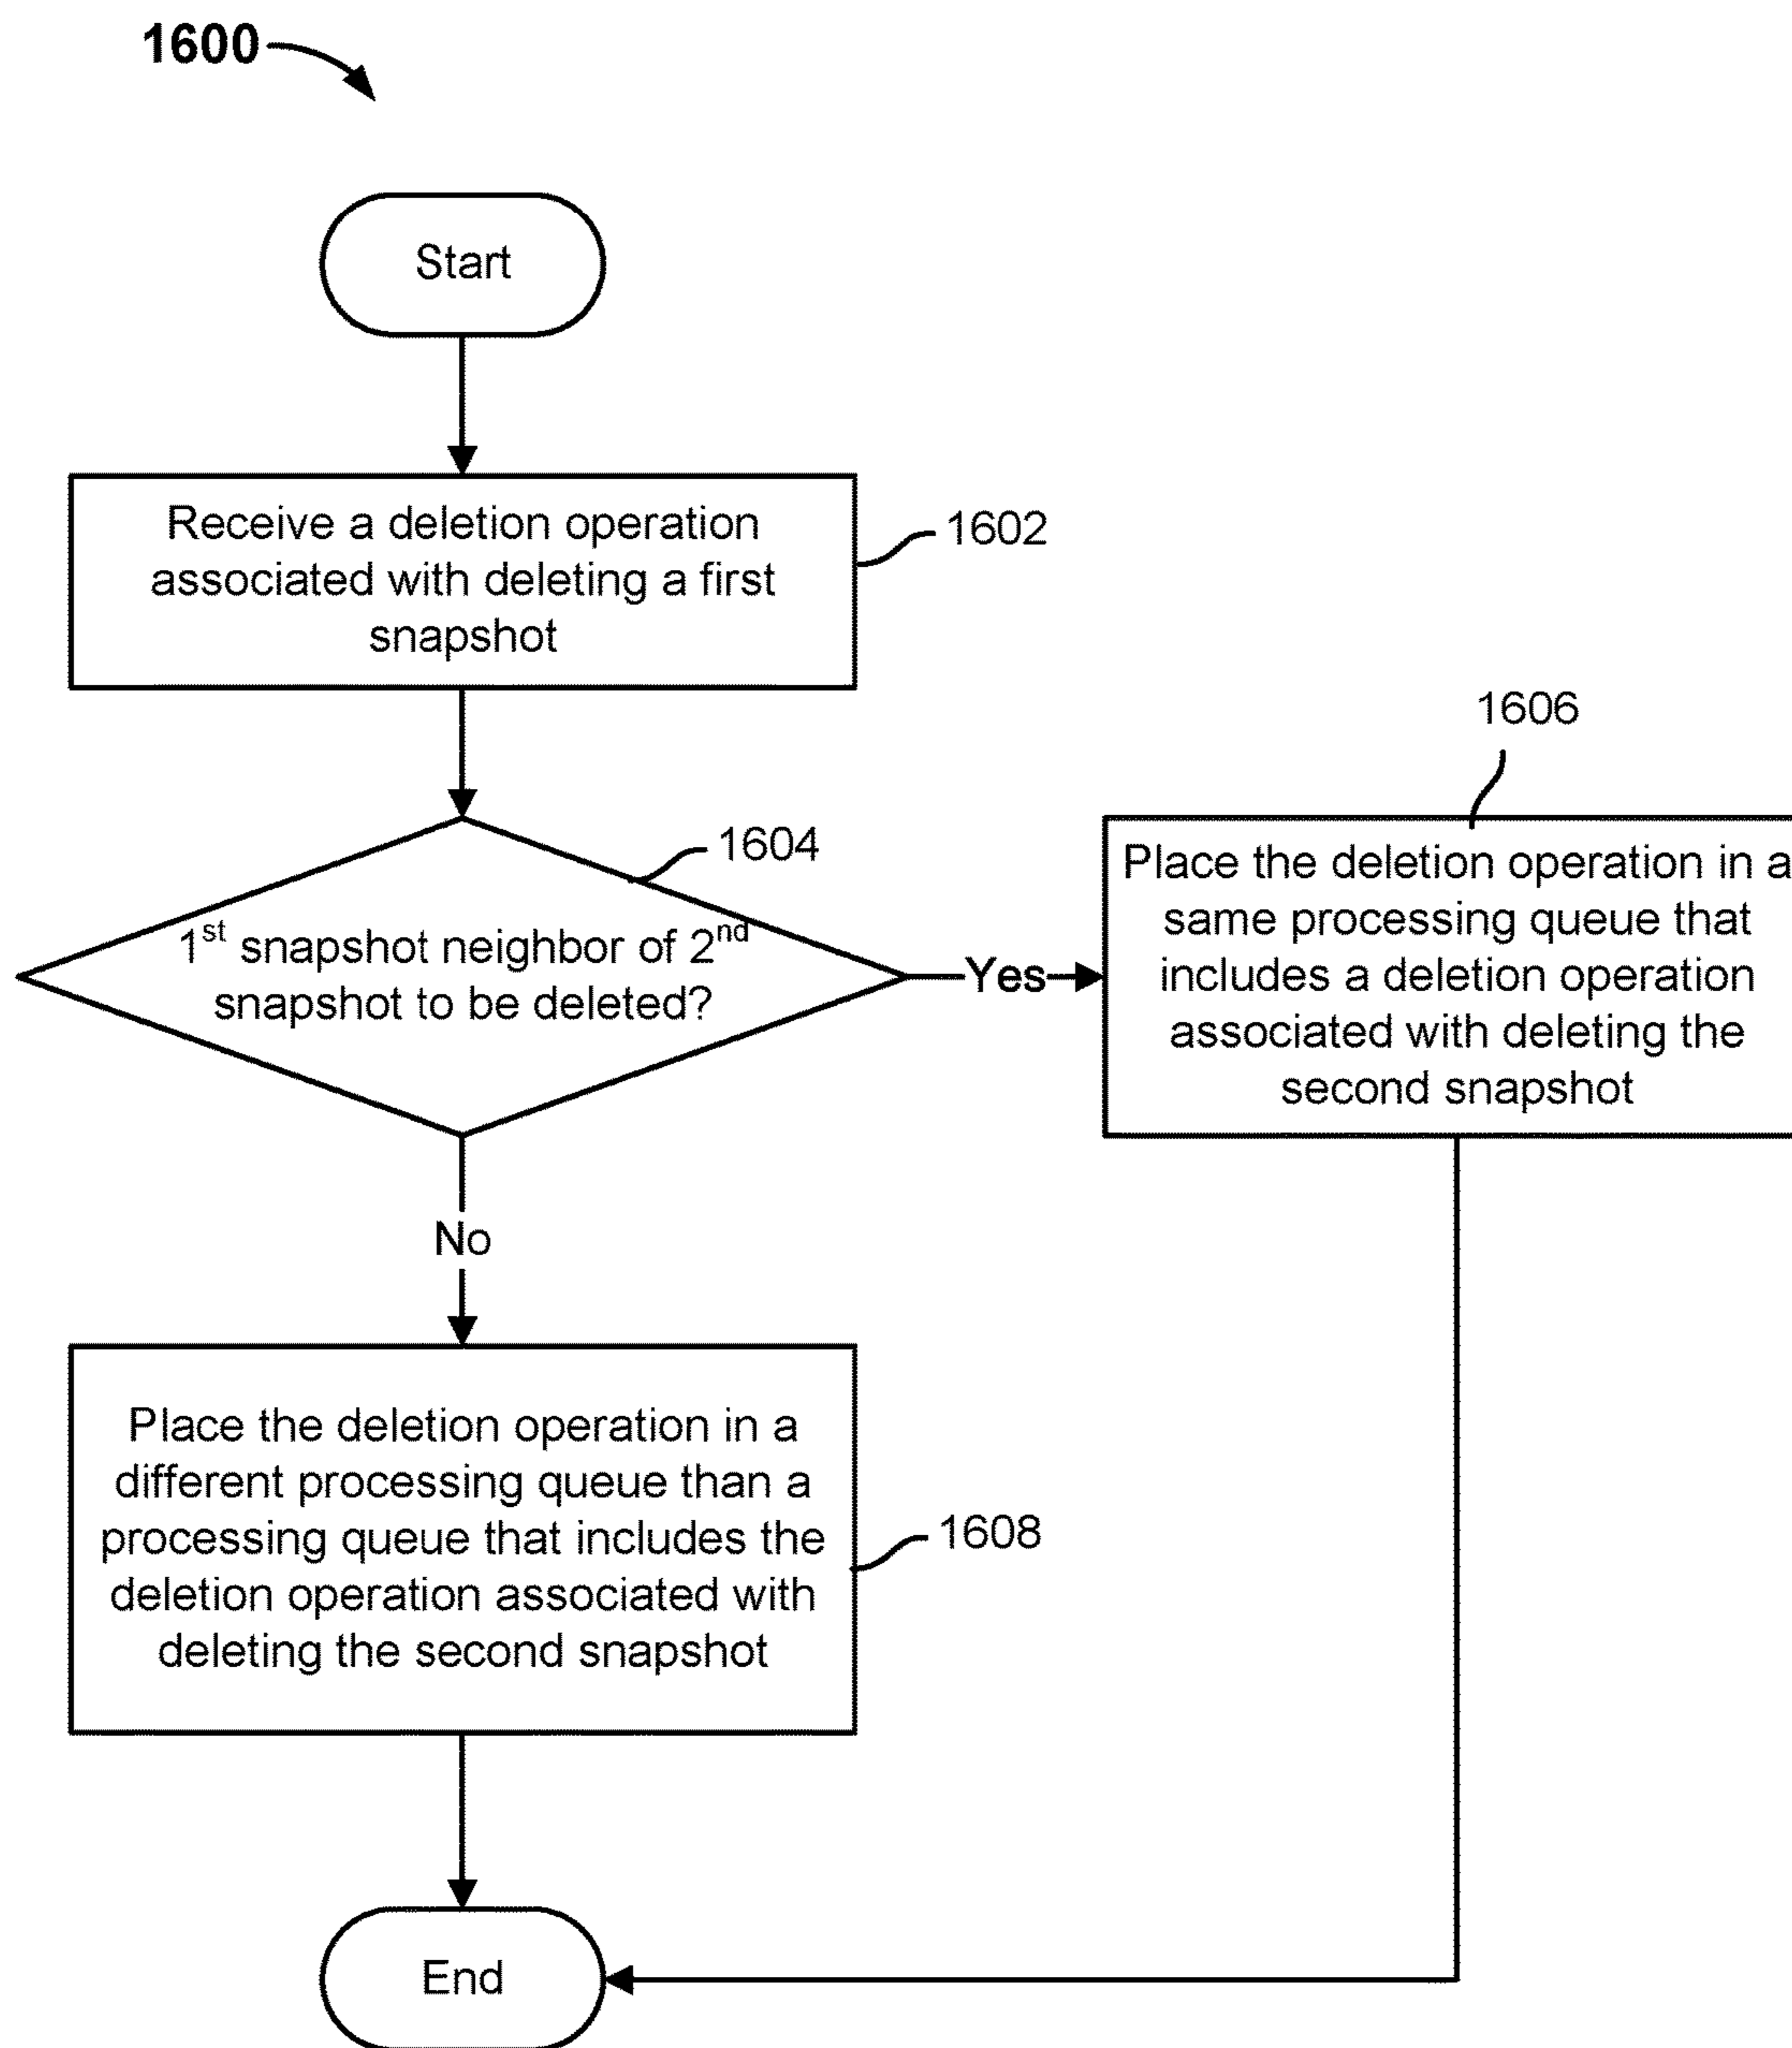 1600
Start
Receive a deletion operation
associated with deleting a first
snapshot
1602
1604
1st snapshot neighbor of 2nd
snapshot to be deleted?
Yes
1606
Place the deletion operation in a
same processing queue that
includes a deletion operation
associated with deleting the
second snapshot
No
Place the deletion operation in a
different processing queue than a
processing queue that includes the
deletion operation associated with
deleting the second snapshot
1608
End